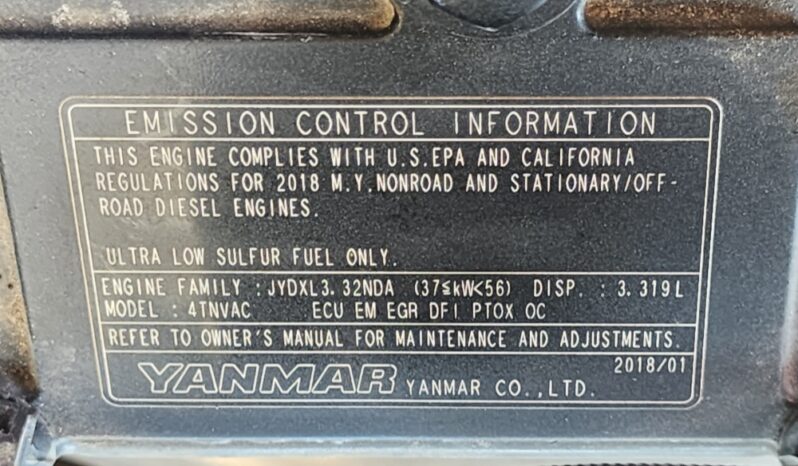 EMISSION CONTROL INFORMATION
THIS ENGINE COMPLIES WITH U.S.EPA AND CALIFORNIA
REGULATIONS FOR 2018 M.Y.NONROAD AND STATIONARY/OFF-
ROAD DIESEL ENGINES.
ULTRA LOW SULFUR FUEL ONLY.
ENGINE FAMILY : JYDXL3.32NDA (37≤kW<56) DISP. : 3.319L
MODEL : 4TNVAC ECU EM EGR DFI PTOX OC
REFER TO OWNER'S MANUAL FOR MAINTENANCE AND ADJUSTMENTS.
2018/01
YANMAR YANMAR CO.,LTD.